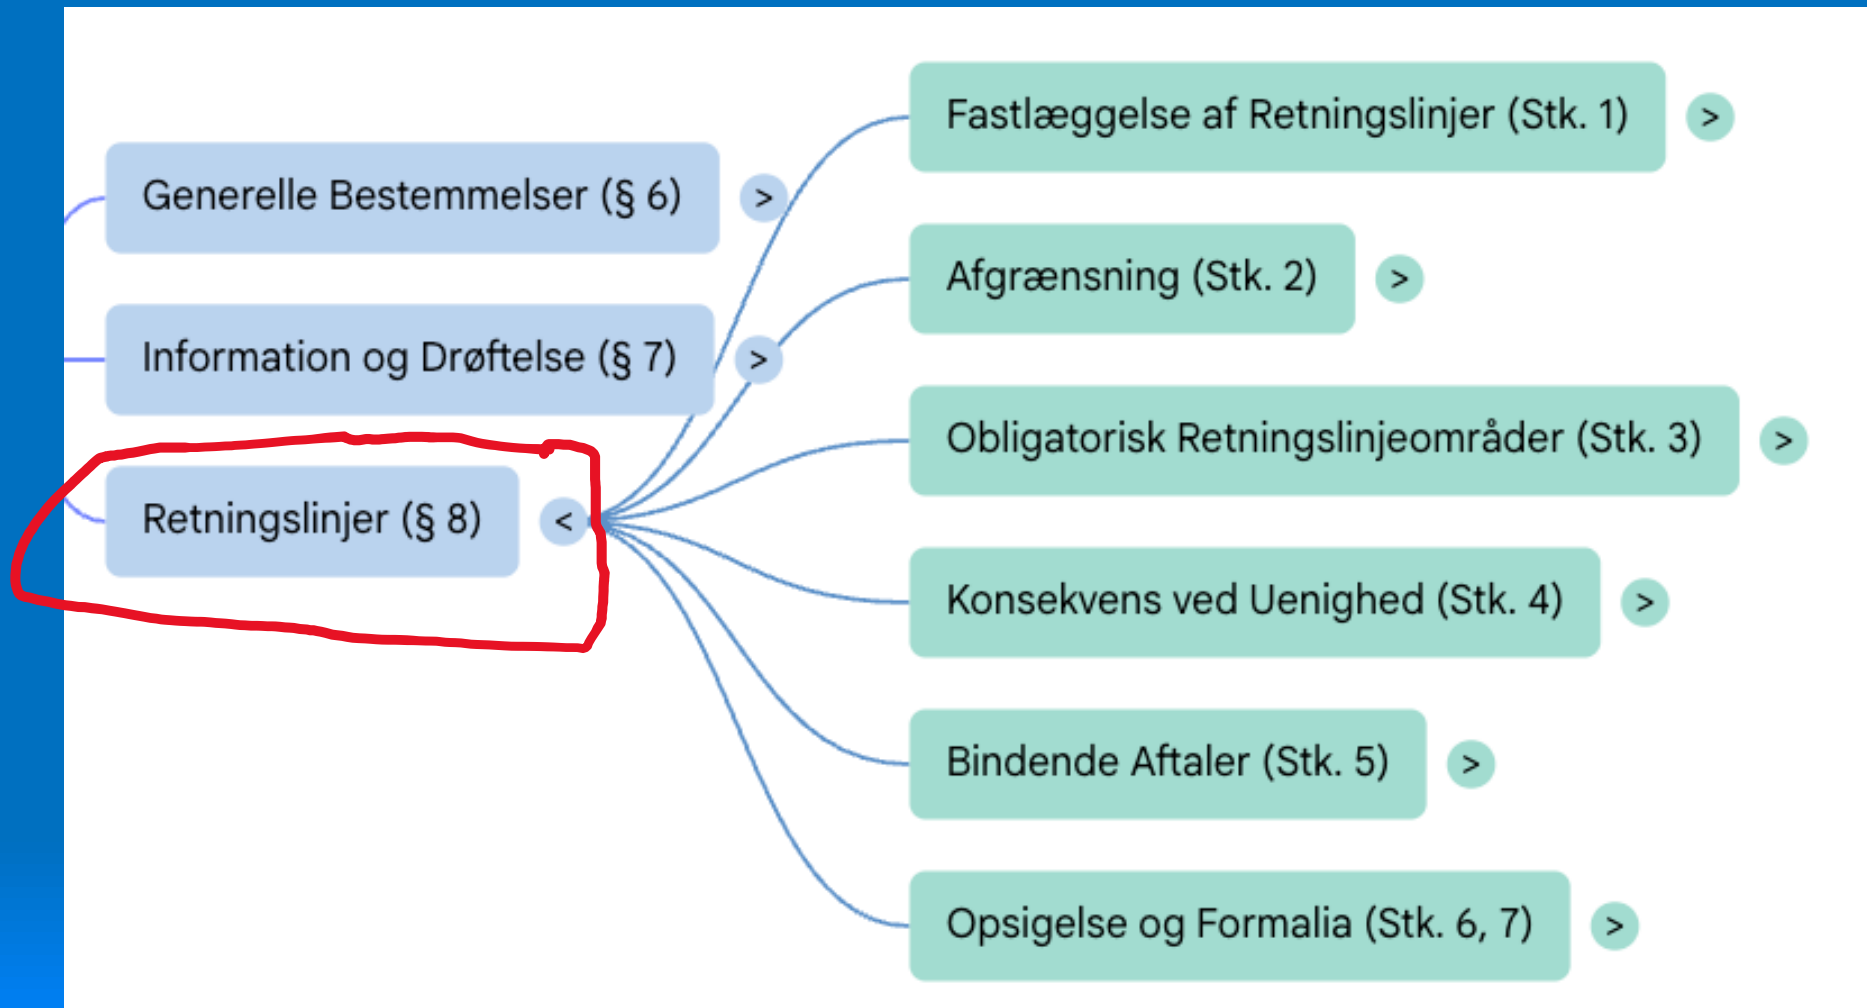 Generelle Bestemmelser (§ 6)
>
Information og Drøftelse (§ 7)
>
Retningslinjer (§ 8)
<
Fastlæggelse af Retningslinjer (Stk. 1)
>
Afgrænsning (Stk. 2)
>
Obligatorisk Retningslinjeområder (Stk. 3)
>
Konsekvens ved Uenighed (Stk. 4)
>
Bindende Aftaler (Stk. 5)
>
Opsigelse og Formalia (Stk. 6, 7)
>